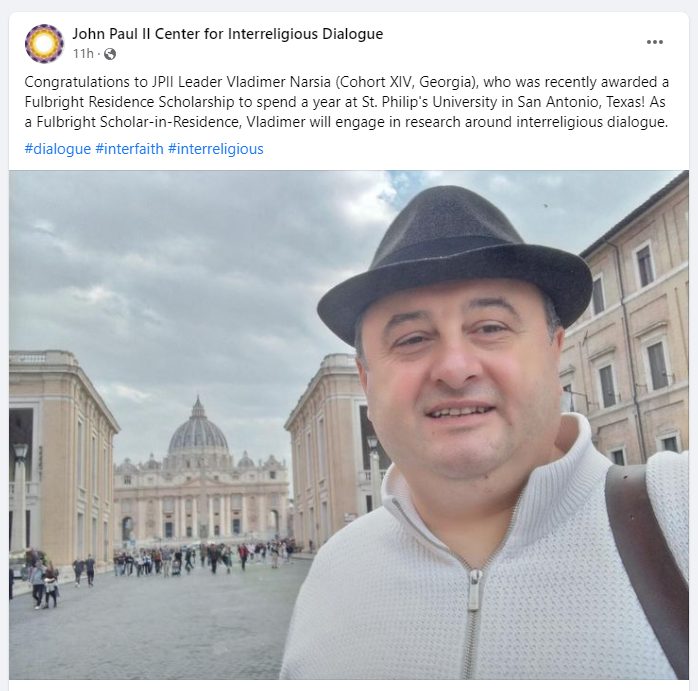 John Paul II Center for Interreligious Dialogue
11h ·
Congratulations to JPII Leader Vladimer Narsia (Cohort XIV, Georgia), who was recently awarded a
Fulbright Residence Scholarship to spend a year at St. Philip's University in San Antonio, Texas! As
a Fulbright Scholar-in-Residence, Vladimer will engage in research around interreligious dialogue.
#dialogue #interfaith #interreligious